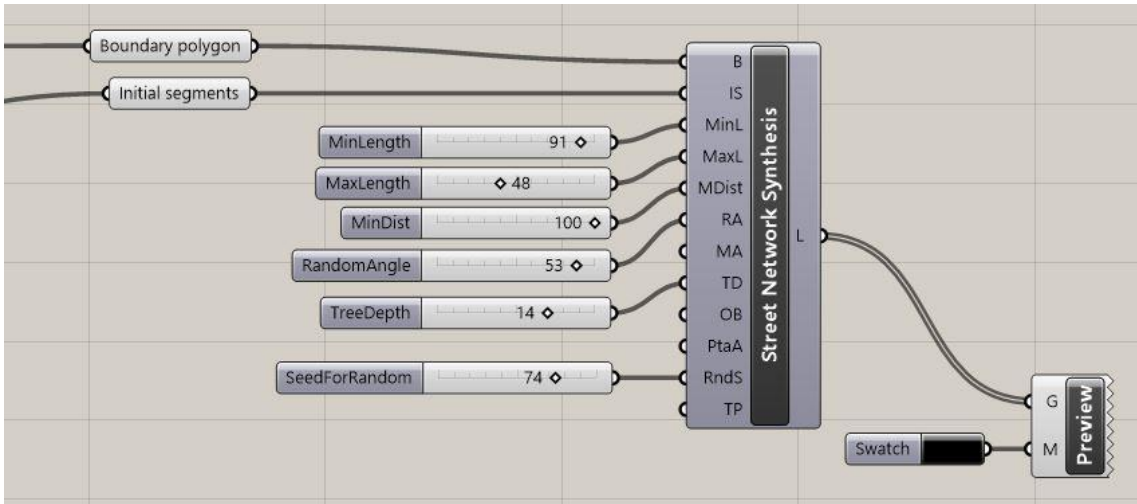 Boundary polygon
Initial segments
MinLength 91
MaxLength 48
MinDist 100
RandomAngle 53
TreeDepth 14
SeedForRandom 74
B
IS
MinL
MaxL
MDist
RA
MA
TD
OB
PtaA
RndS
TP
Street Network Synthesis
L
Swatch
G
M
Preview